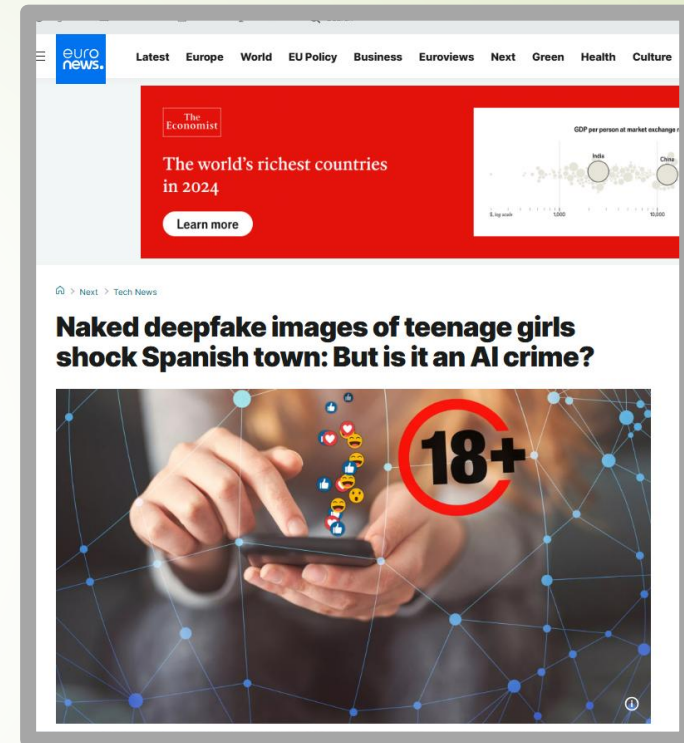 euro
news.
Latest Europe World EU Policy Business Euroviews Next Green Health Culture
The
Economist
The world's richest countries
in 2024
Learn more
GDP per person at market exchange
India
China
$, log scale
1,000
10,000
Next > Tech News
Naked deepfake images of teenage girls
shock Spanish town: But is it an AI crime?
18+